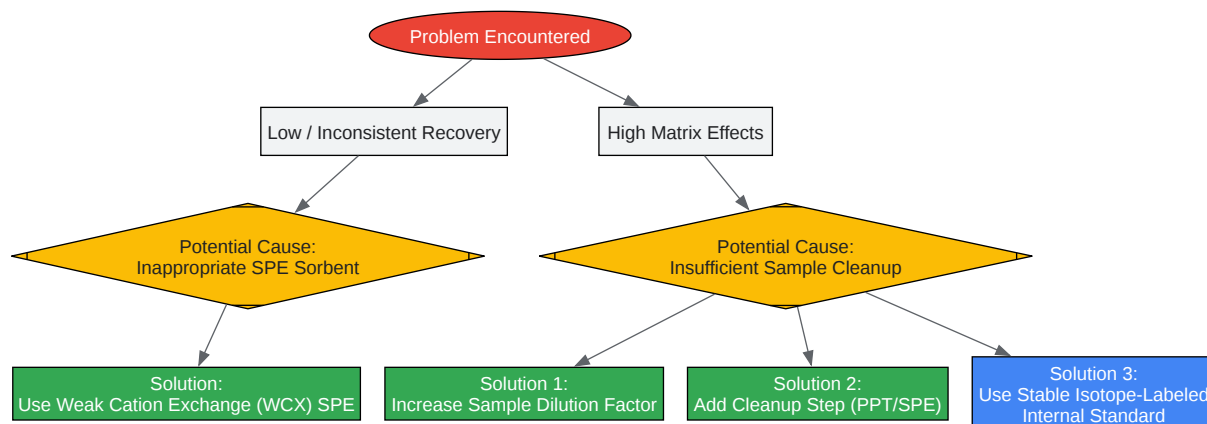 Problem Encountered
Low / Inconsistent Recovery
High Matrix Effects
Potential Cause:
Inappropriate SPE Sorbent
Potential Cause:
Insufficient Sample Cleanup
Solution:
Use Weak Cation Exchange (WCX) SPE
Solution 1:
Increase Sample Dilution Factor
Solution 2:
Add Cleanup Step (PPT/SPE)
Solution 3:
Use Stable Isotope-Labeled
Internal Standard